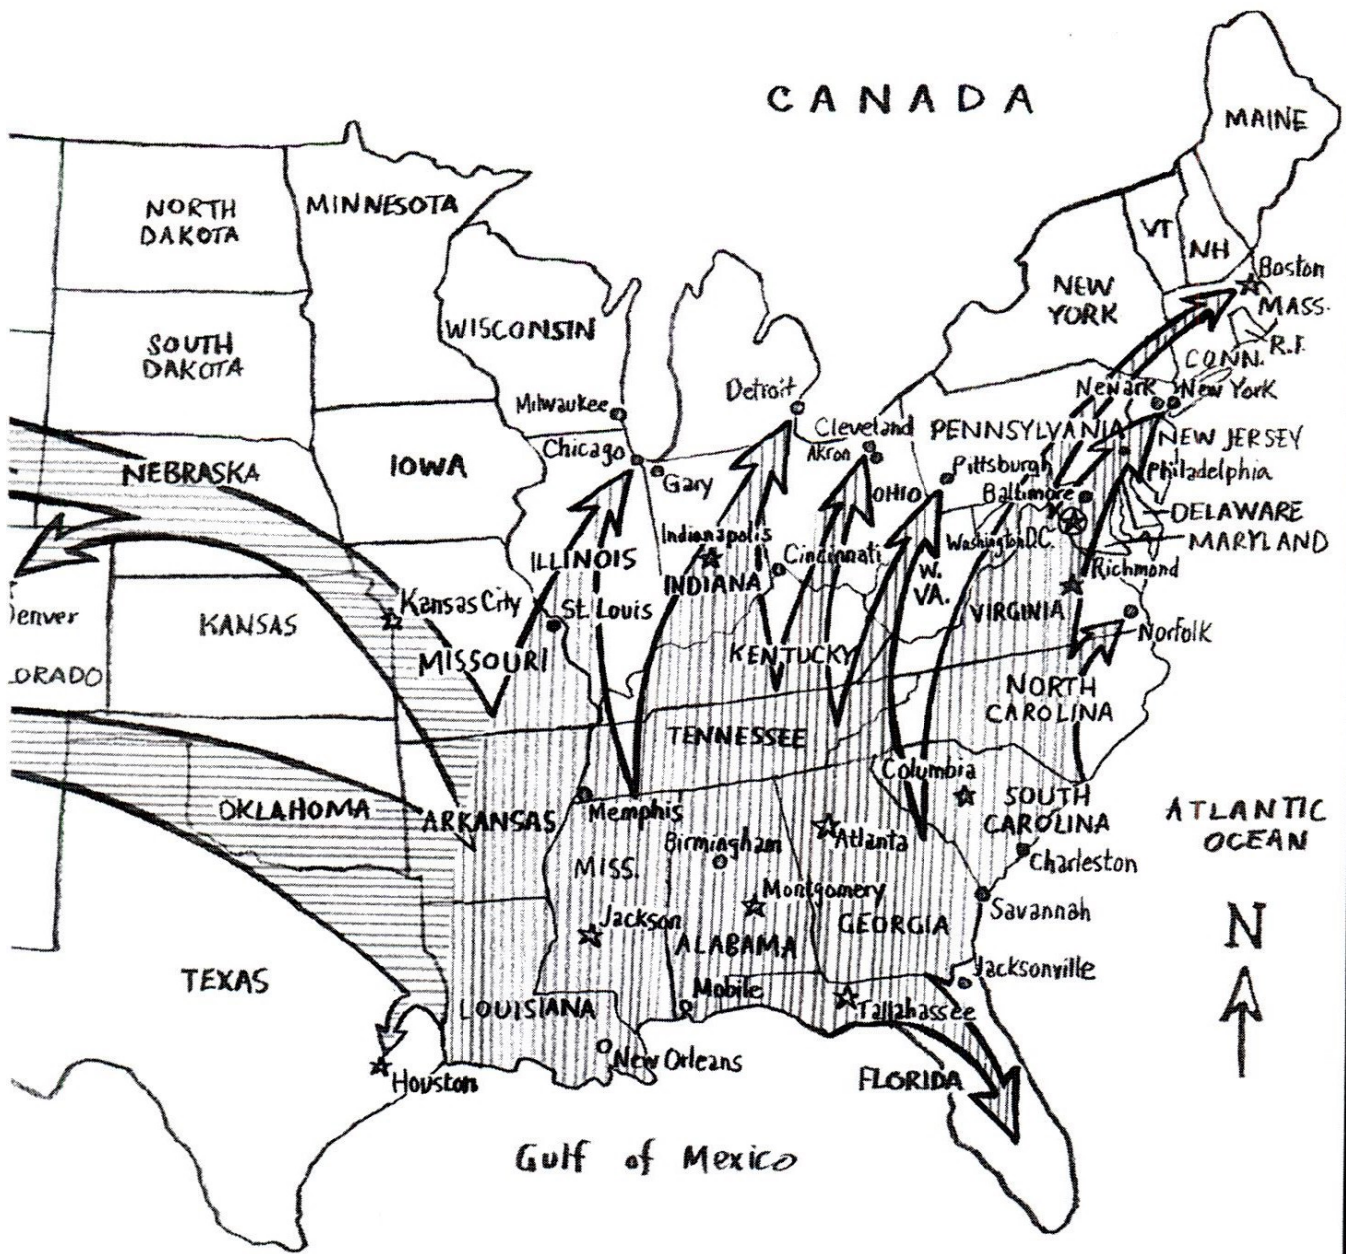 CANADA
MAINE
NORTH
DAKOTA
MINNESOTA
VT
NH
Boston
MASS.
NEW
YORK
WISCONSIN
SOUTH
DAKOTA
R.I.
CONN.
Detroit
Newark
New York
Milwaukee
Cleveland
PENNSYLVANIA
NEW JERSEY
Chicago
Akron
IOWA
NEBRASKA
Gary
Pittsburgh
Philadelphia
OHIO
Baltimore
DELAWARE
Indianapolis
Washington D.C.
MARYLAND
ILLINOIS
Cincinnati
W.
VA.
Richmond
INDIANA
Kansas City
St. Louis
VIRGINIA
Denver
KANSAS
Norfolk
MISSOURI
KENTUCKY
ORADO
NORTH
CAROLINA
TENNESSEE
Columbia
OKLAHOMA
ARKANSAS
Memphis
SOUTH
CAROLINA
ATLANTIC
OCEAN
Birmingham
Atlanta
Charleston
MISS.
Montgomery
Savannah
Jackson
ALABAMA
GEORGIA
N
TEXAS
Jacksonville
LOUISIANA
Mobile
Tallahassee
New Orleans
Houston
FLORIDA
Gulf of Mexico